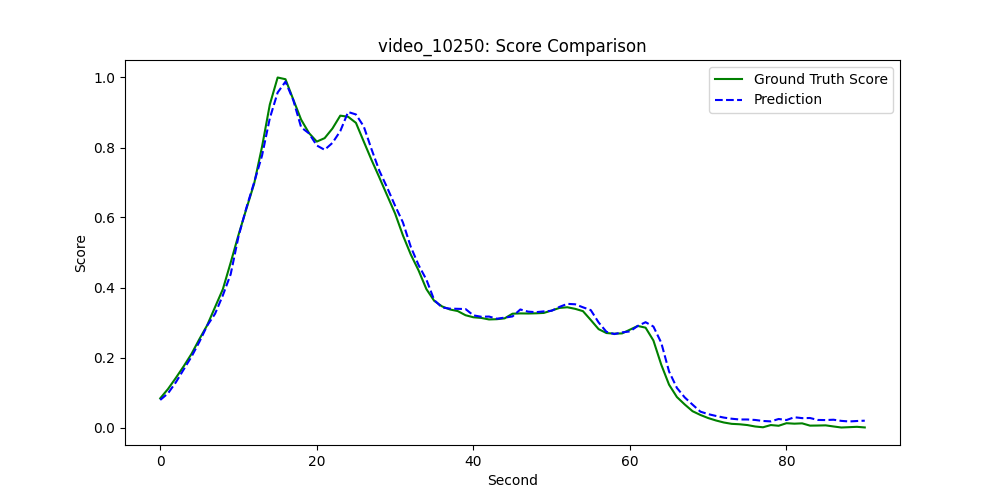 video_10250: Score Comparison
Ground Truth Score
Prediction
1.0
0.8
0.6
0.4
0.2
0.0
Score
0 20 40 60 80
Second